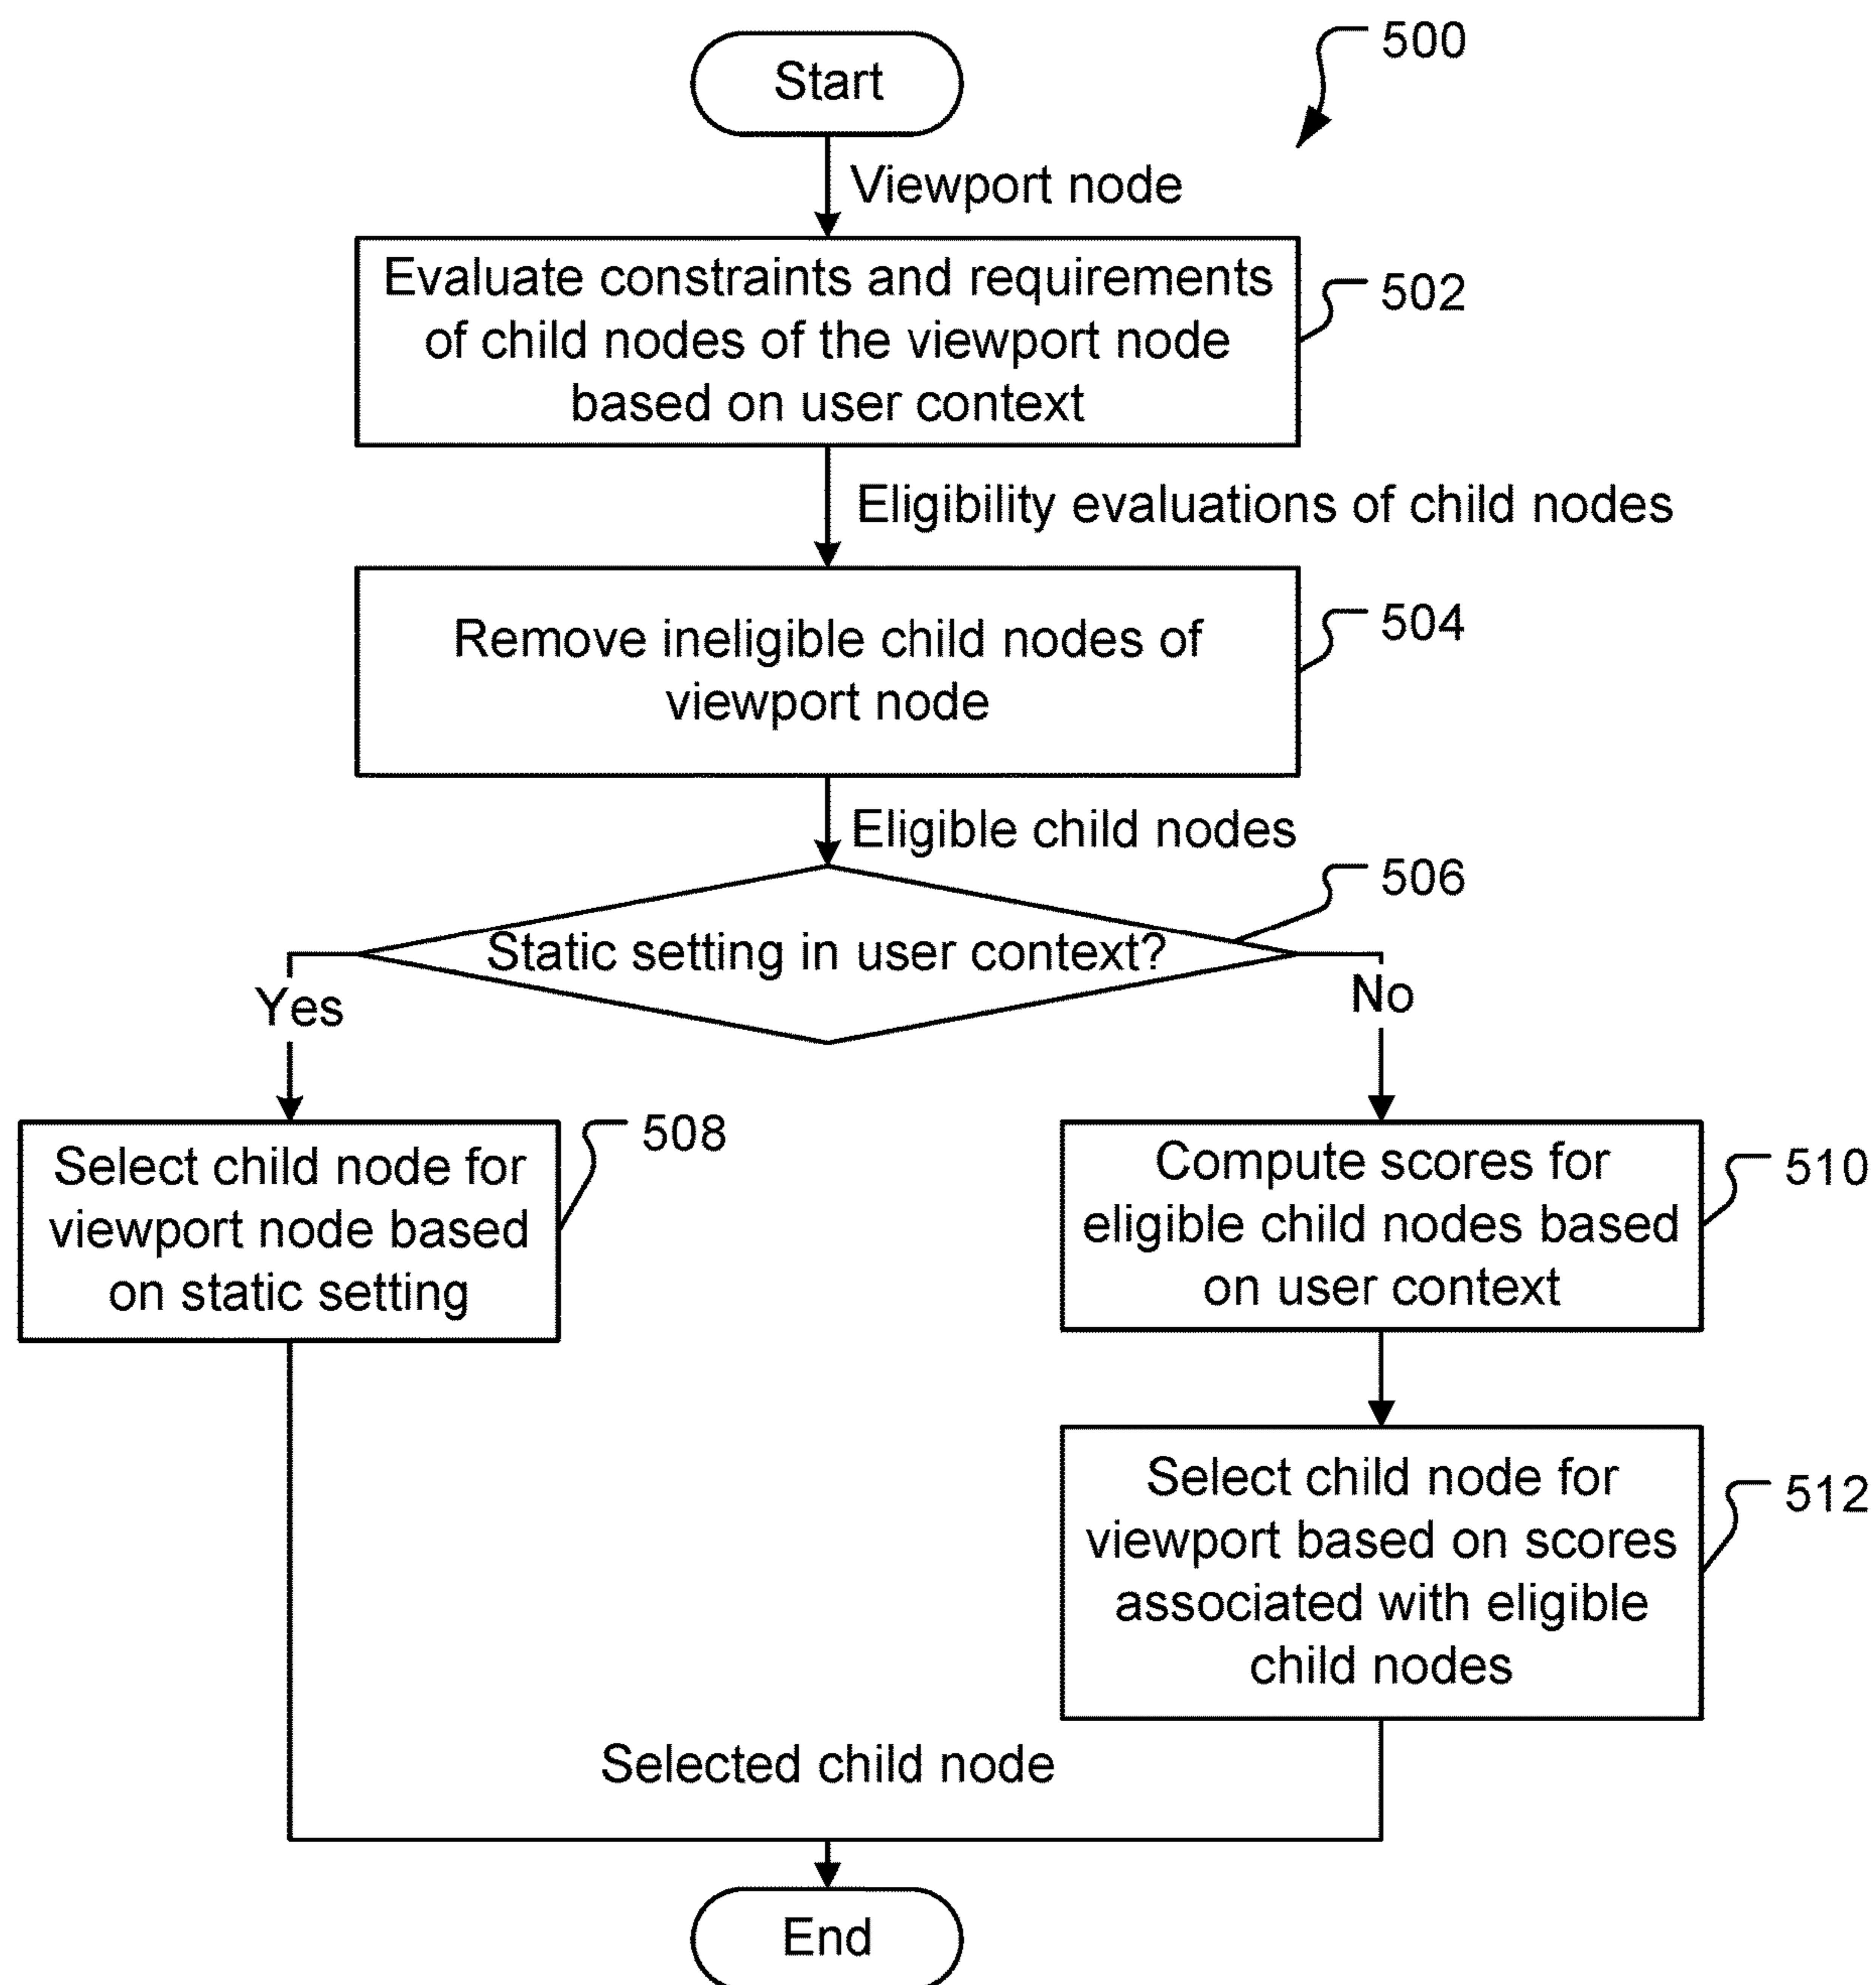 Start
500
Viewport node
Evaluate constraints and requirements
of child nodes of the viewport node
based on user context
502
Eligibility evaluations of child nodes
Remove ineligible child nodes of
viewport node
504
Eligible child nodes
506
Static setting in user context?
Yes
No
Select child node for
viewport node based
on static setting
508
Compute scores for
eligible child nodes based
on user context
510
Select child node for
viewport based on scores
associated with eligible
child nodes
512
Selected child node
End